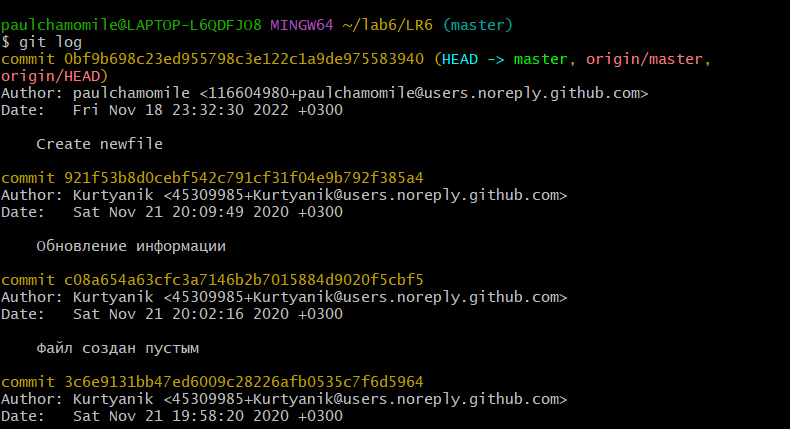 paulchamomile@LAPTOP-L6QDFJO8 MINGW64 ~/lab6/LR6 (master)
$ git log
commit 0bf9b698c23ed955798c3e122c1a9de975583940 (HEAD -> master, origin/master,
origin/HEAD)
Author: paulchamomile <116604980+paulchamomile@users.noreply.github.com>
Date:   Fri Nov 18 23:32:30 2022 +0300
    Create newfile
commit 921f53b8d0cebf542c791cf31f04e9b792f385a4
Author: Kurtyanik <45309985+Kurtyanik@users.noreply.github.com>
Date:   Sat Nov 21 20:09:49 2020 +0300
    Обновление информации
commit c08a654a63cfc3a7146b2b7015884d9020f5cbf5
Author: Kurtyanik <45309985+Kurtyanik@users.noreply.github.com>
Date:   Sat Nov 21 20:02:16 2020 +0300
    Файл создан пустым
commit 3c6e9131bb47ed6009c28226afb0535c7f6d5964
Author: Kurtyanik <45309985+Kurtyanik@users.noreply.github.com>
Date:   Sat Nov 21 19:58:20 2020 +0300